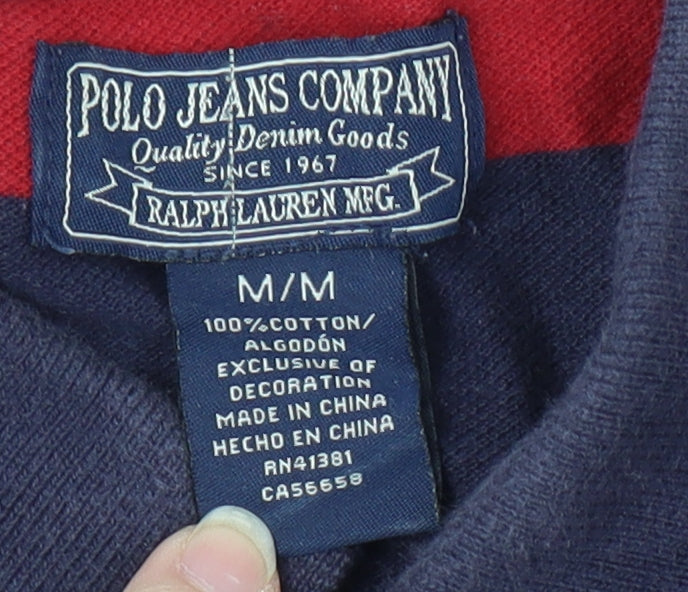 POLO JEANS COMPANY
Quality Denim Goods
SINCE 1967
RALPH LAUREN MFG.
M/M
100%COTTON/
ALGODÓN
EXCLUSIVE OF
DECORATION
MADE IN CHINA
HECHO EN CHINA
RN41381
CA56658